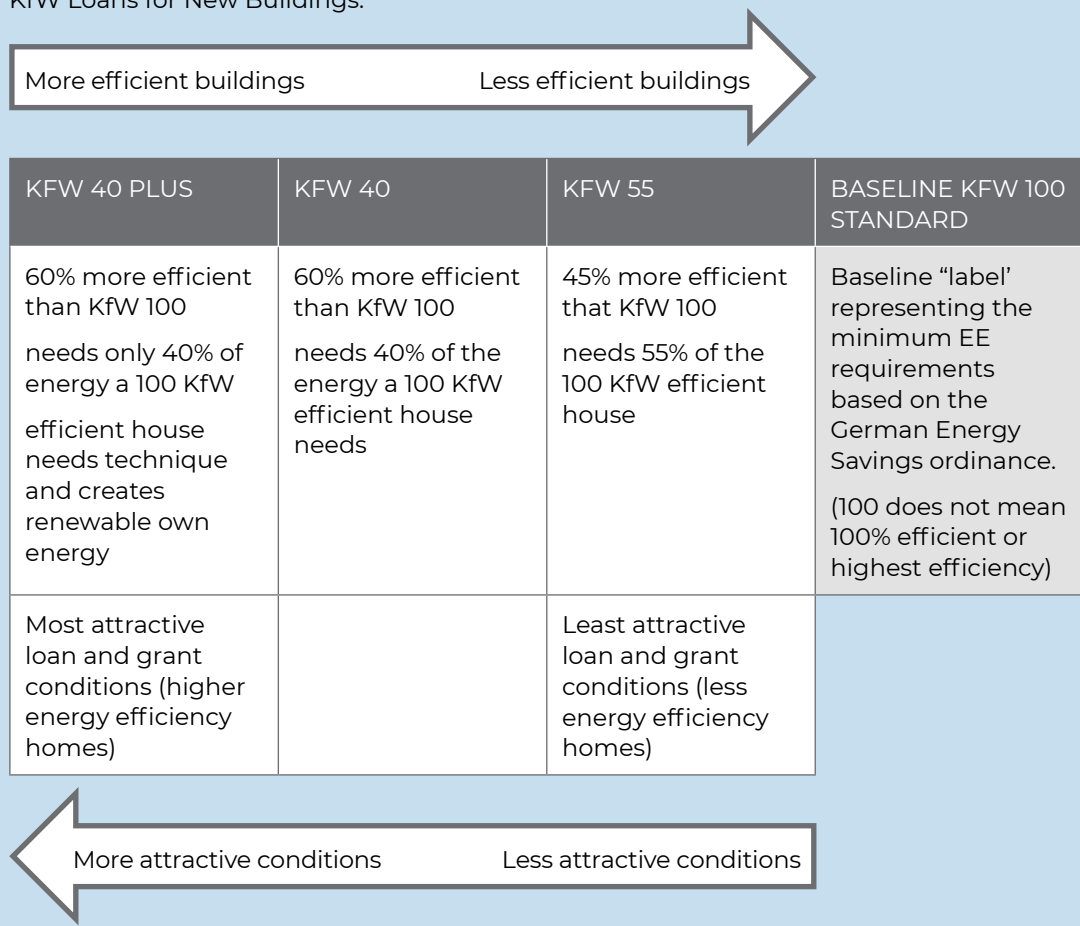 KfW Loans for New Buildings.
More efficient buildings Less efficient buildings
KFW 40 PLUS
KFW 40
KFW 55
BASELINE KFW 100
STANDARD
60% more efficient
than KfW 100
needs only 40% of
energy a 100 KfW
efficient house
needs technique
and creates
renewable own
energy
60% more efficient
than KfW 100
needs 40% of the
energy a 100 KfW
efficient house
needs
45% more efficient
that KfW 100
needs 55% of the
100 KfW efficient
house
Baseline “label’
representing the
minimum EE
requirements
based on the
German Energy
Savings ordinance.
(100 does not mean
100% efficient or
highest efficiency)
Most attractive
loan and grant
conditions (higher
energy efficiency
homes)
Least attractive
loan and grant
conditions (less
energy efficiency
homes)
More attractive conditions Less attractive conditions